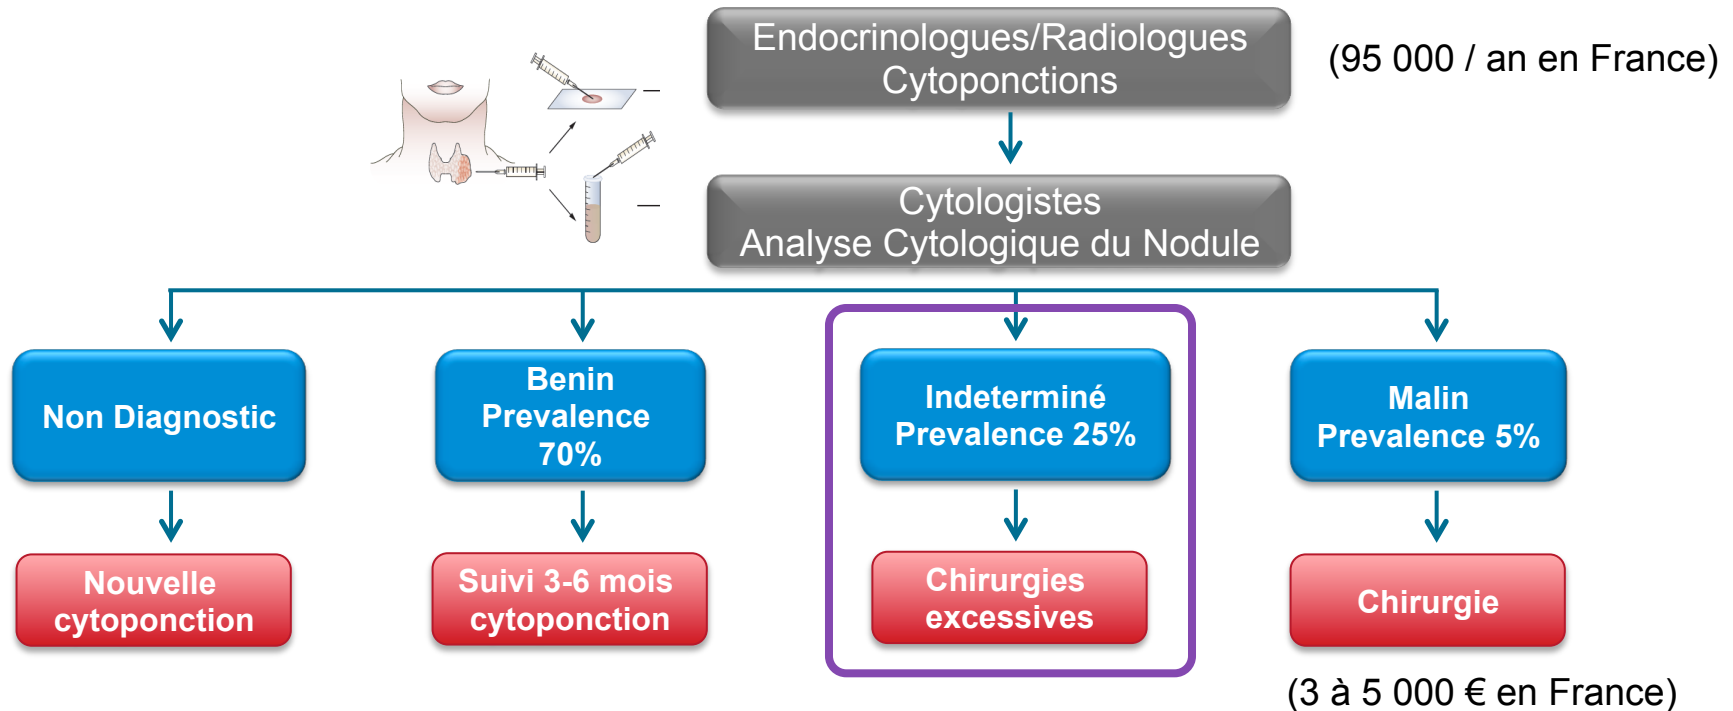 Endocrinologues/Radiologues
Cytoponctions
(95 000 / an en France)
Cytologistes
Analyse Cytologique du Nodule
Non Diagnostic
Benin
Prevalence
70%
Indeterminé
Prevalence 25%
Malin
Prevalence 5%
Nouvelle
cytoponction
Suivi 3-6 mois
cytoponction
Chirurgies
excessives
Chirurgie
(3 à 5 000 € en France)